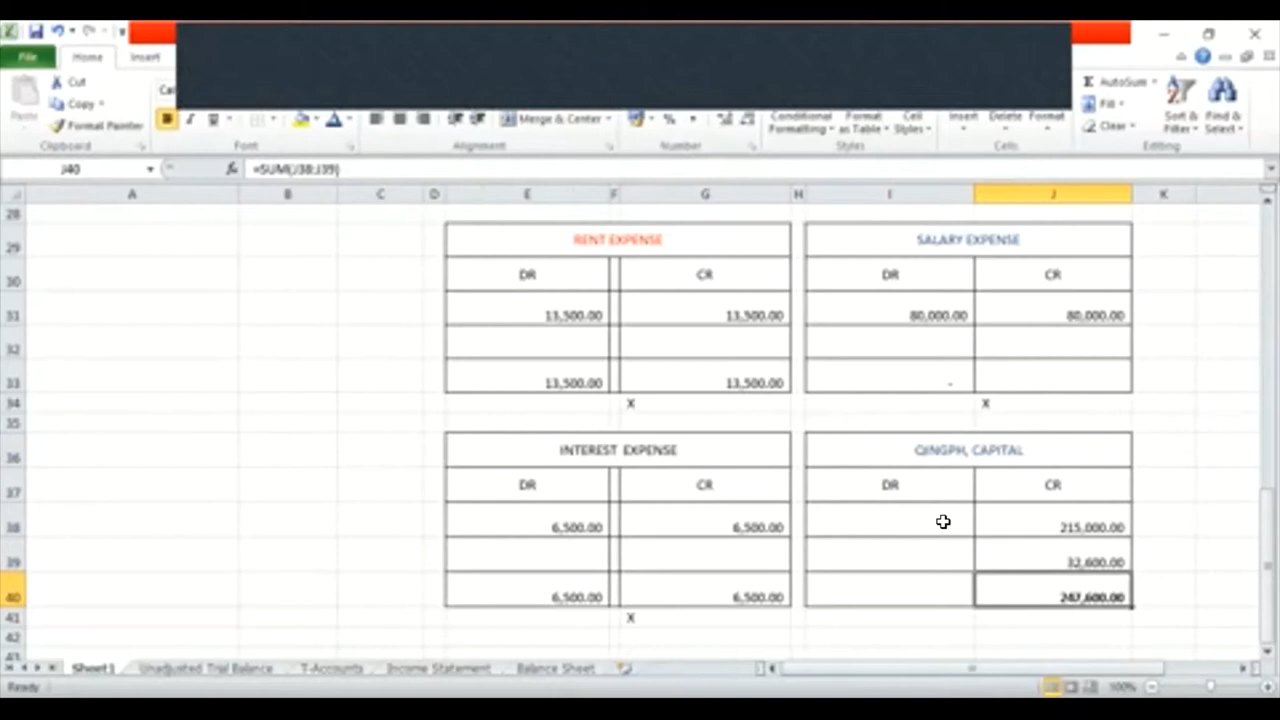 File Home Insert
Cut
Copy
Paste
Format Painter
Merge & Center
%
Conditional Formatting
Format as Table
Cell Styles
Insert Delete Format
AutoSum
Fill
Clear
Sort & Filter
Find & Select
Clipboard Font Alignment Number Styles Cells Editing
J40 fx =SUM(J38:J39)
A B C D E F G H I J K
28
29 RENT EXPENSE SALARY EXPENSE
30 DR CR DR CR
31 13,500.00 13,500.00 80,000.00 80,000.00
32
33 13,500.00 13,500.00 -
34 X X
35
36 INTEREST EXPENSE QINGPH, CAPITAL
37 DR CR DR CR
38 6,500.00 6,500.00 215,000.00
39 32,600.00
40 6,500.00 6,500.00 247,600.00
41 X
42
43
Sheet1 Unadjusted Trial Balance T-Accounts Income Statement Balance Sheet
Ready 100%